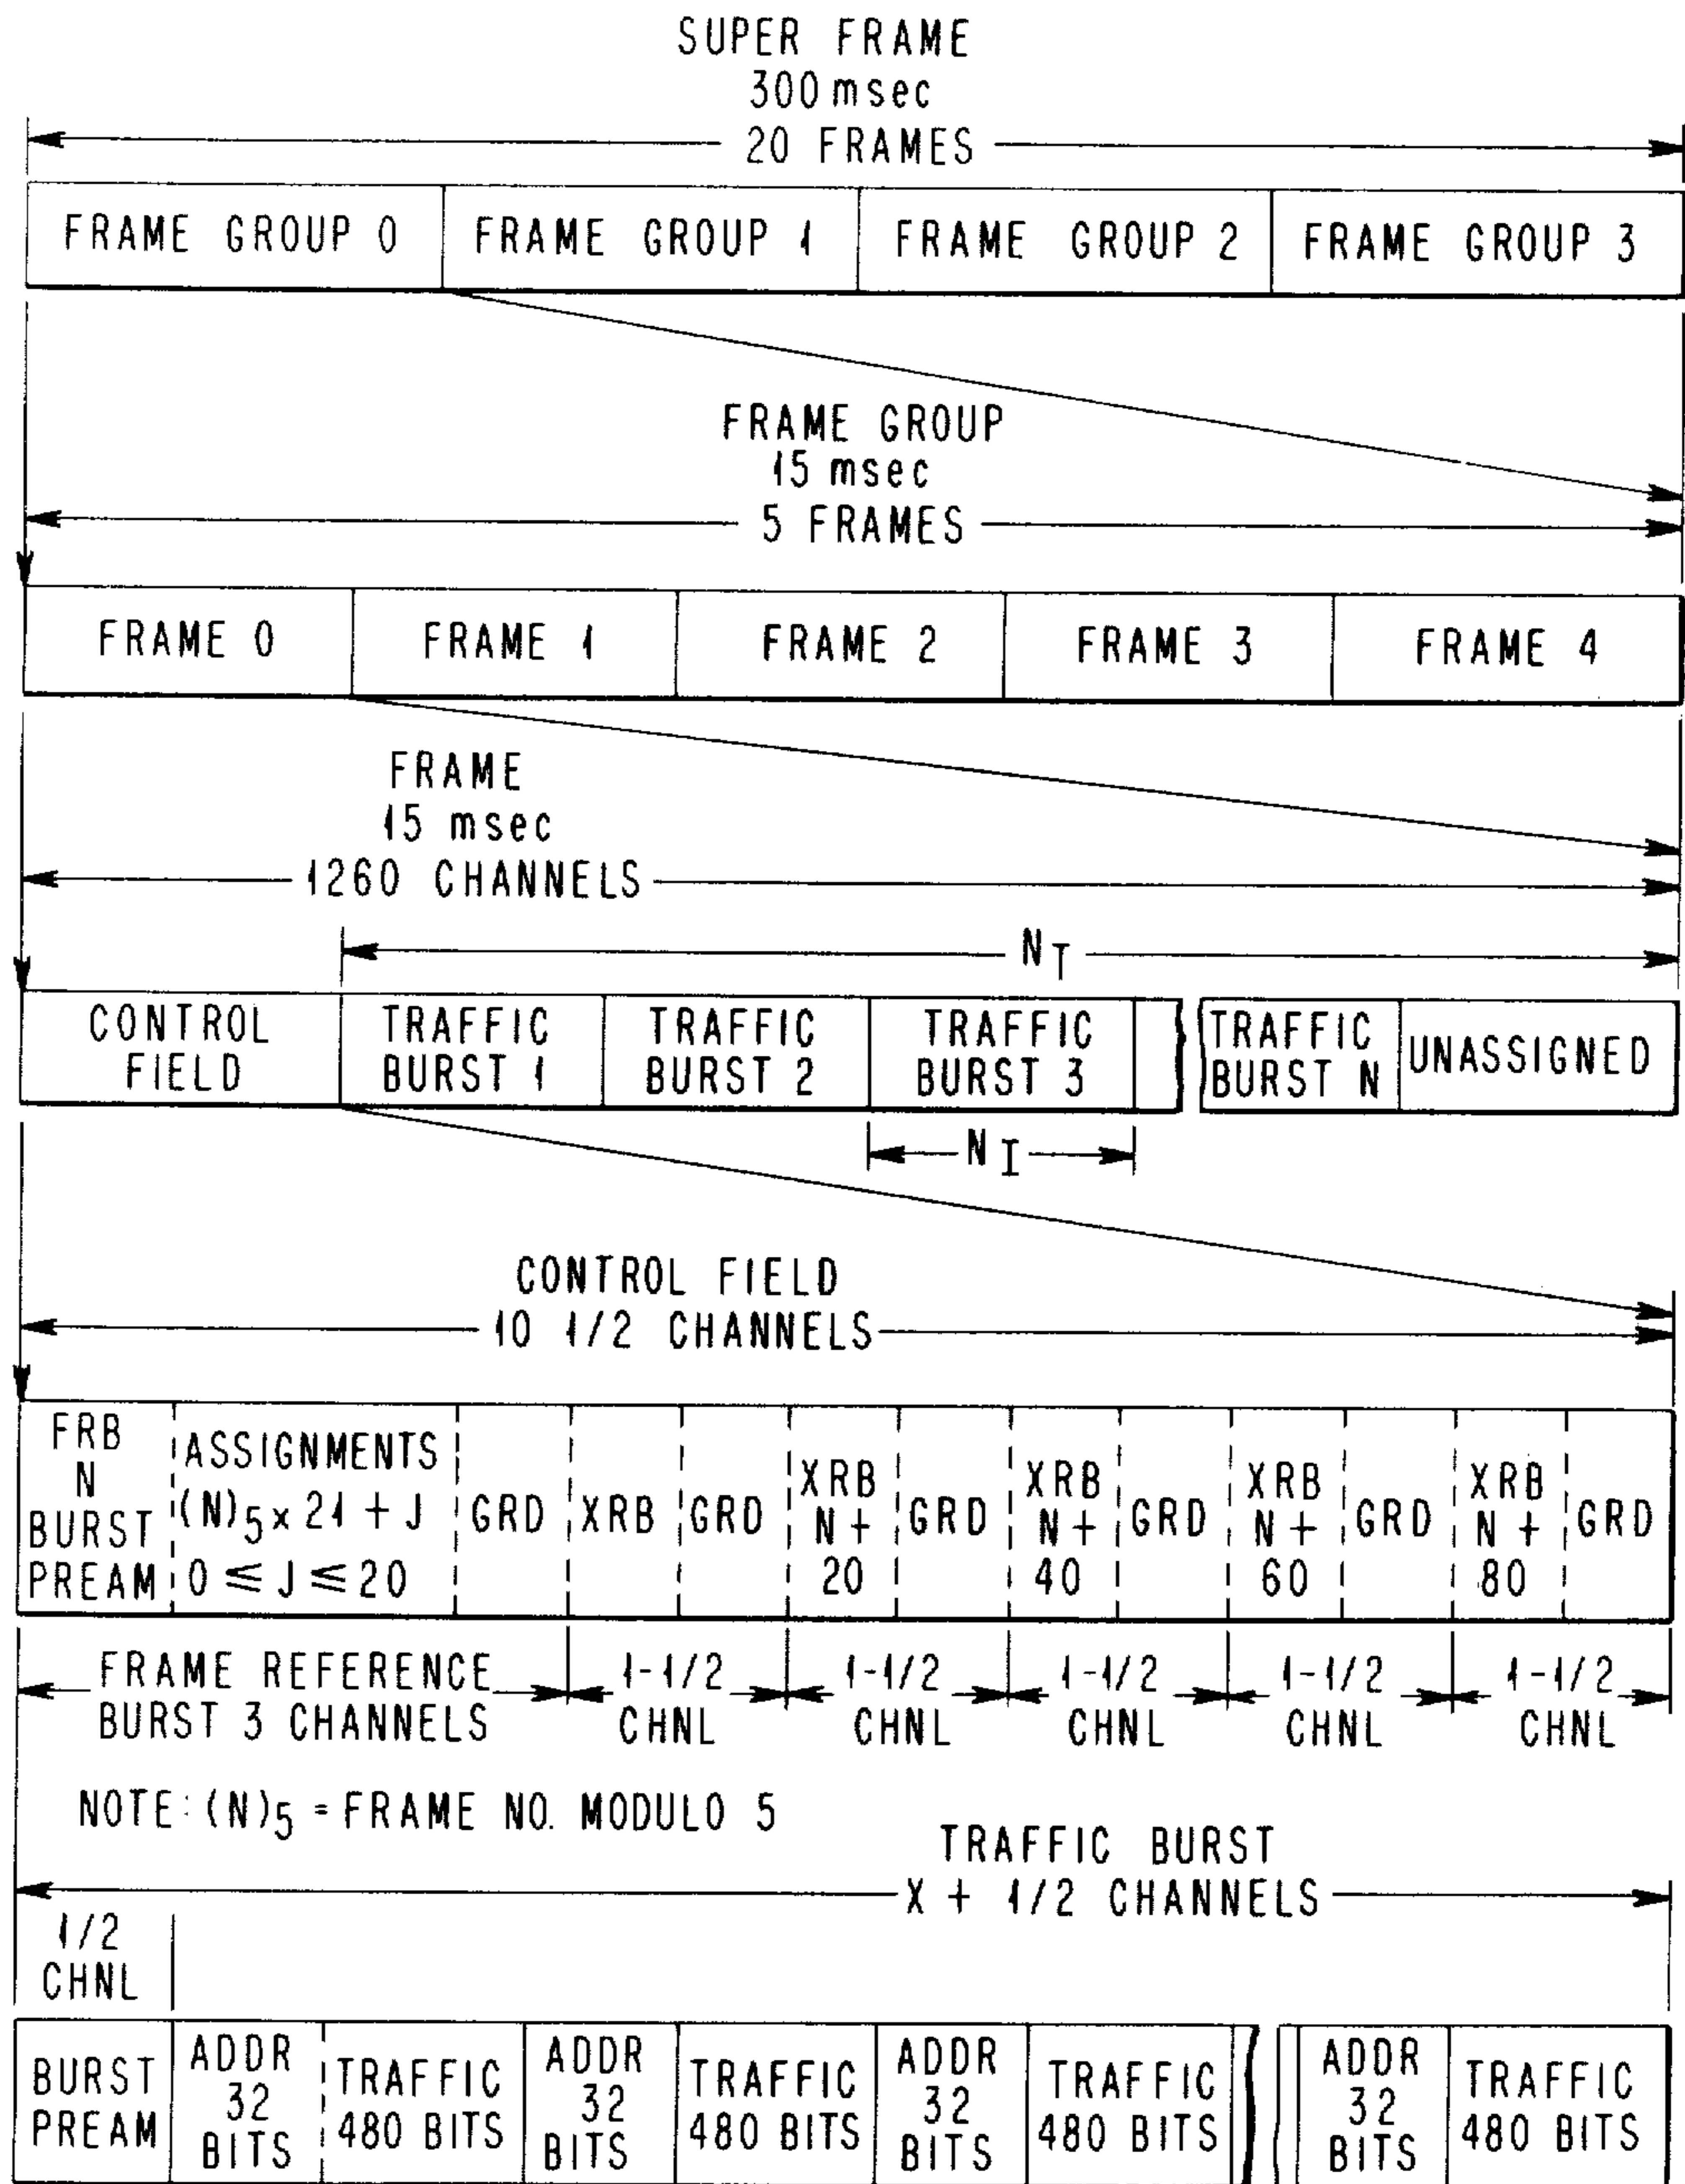 SUPER FRAME
300 msec
20 FRAMES
FRAME GROUP 0 FRAME GROUP 1 FRAME GROUP 2 FRAME GROUP 3
FRAME GROUP
15 msec
5 FRAMES
FRAME 0 FRAME 1 FRAME 2 FRAME 3 FRAME 4
FRAME
15 msec
1260 CHANNELS
N_T
CONTROL FIELD
TRAFFIC BURST 1
TRAFFIC BURST 2
TRAFFIC BURST 3
TRAFFIC BURST N
UNASSIGNED
N_I
CONTROL FIELD
10 1/2 CHANNELS
FRB
N
BURST
PREAM
ASSIGNMENTS
(N)5 x 21 + J
0 ≤ J ≤ 20
GRD
XRB
GRD
XRB
N +
20
GRD
XRB
N +
40
GRD
XRB
N +
60
GRD
XRB
N +
80
GRD
FRAME REFERENCE
BURST 3 CHANNELS
1-1/2
CHNL
1-1/2
CHNL
1-1/2
CHNL
1-1/2
CHNL
1-1/2
CHNL
NOTE: (N)5 = FRAME NO. MODULO 5
TRAFFIC BURST
X + 1/2 CHANNELS
1/2
CHNL
BURST
PREAM
ADDR
32
BITS
TRAFFIC
480 BITS
ADDR
32
BITS
TRAFFIC
480 BITS
ADDR
32
BITS
TRAFFIC
480 BITS
ADDR
32
BITS
TRAFFIC
480 BITS